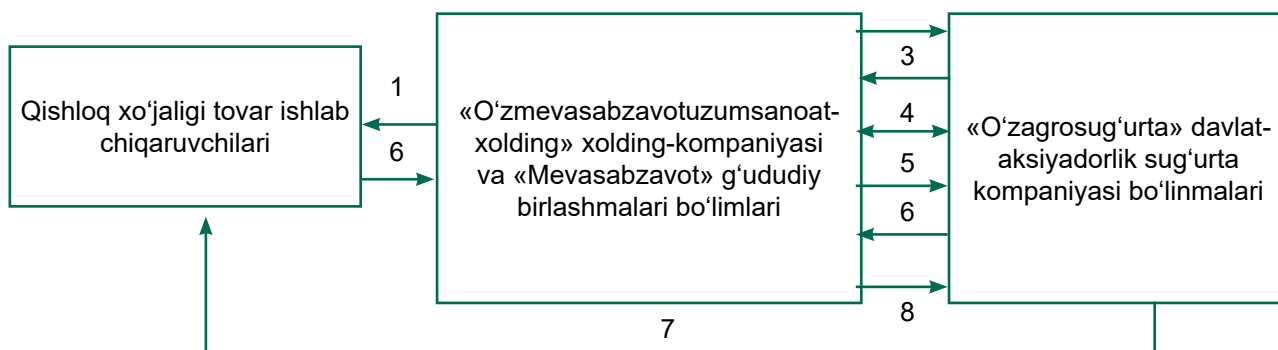 Qishloq xo‘jaligi tovar ishlab
chiqaruvchilari
1
6
«O‘zmevasabzavotuzumsanoat-
xolding» xolding-kompaniyasi
va «Mevasabzavot» g‘ududiy
birlashmalari bo‘limlari
3
4
5
6
8
«O‘zagrosug‘urta» davlat-
aksiyadorlik sug‘urta
kompaniyasi bo‘linmalari
7